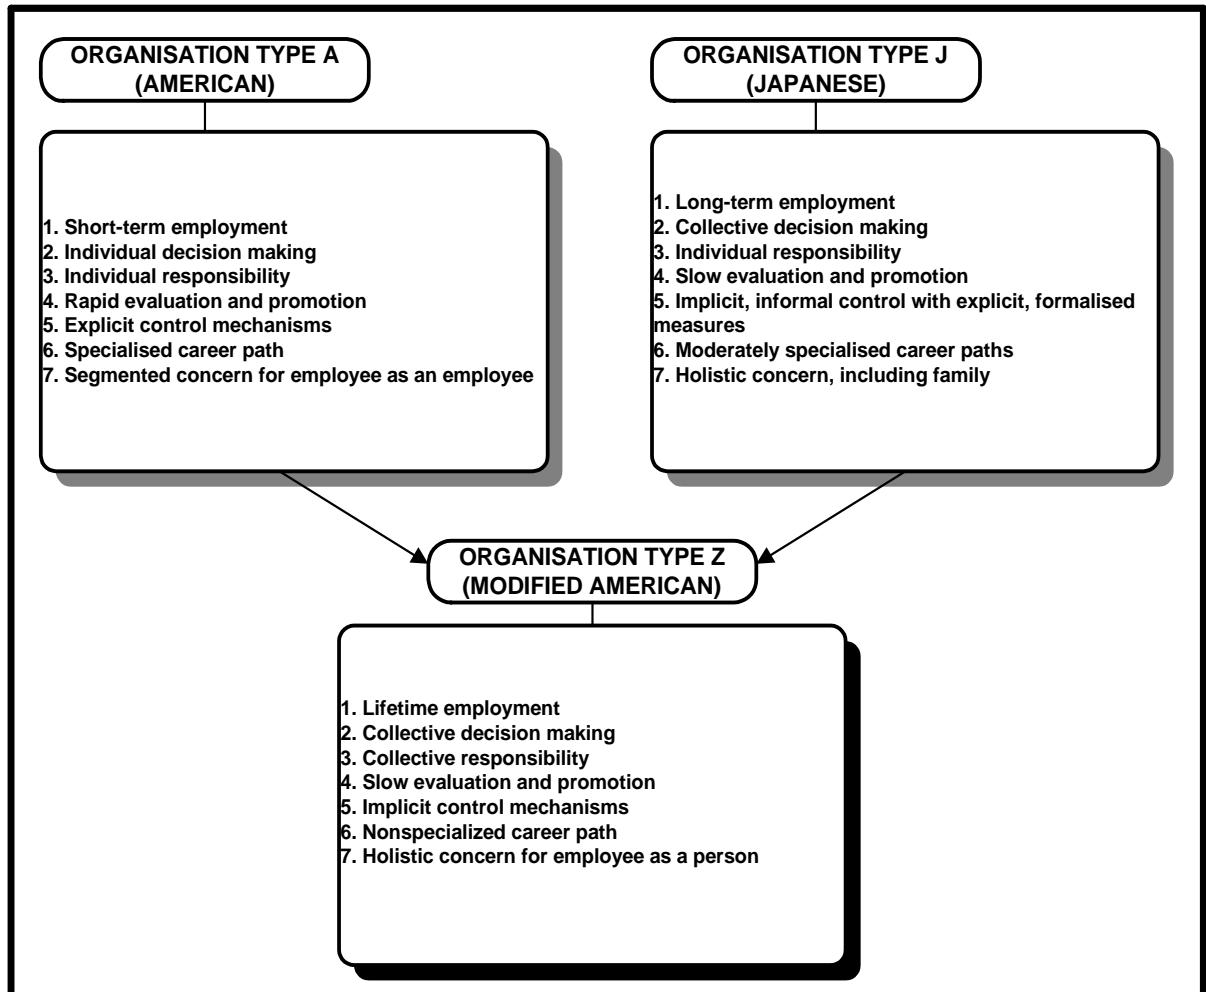 ORGANISATION TYPE A
(AMERICAN)
1. Short-term employment
2. Individual decision making
3. Individual responsibility
4. Rapid evaluation and promotion
5. Explicit control mechanisms
6. Specialised career path
7. Segmented concern for employee as an employee
ORGANISATION TYPE J
(JAPANESE)
1. Long-term employment
2. Collective decision making
3. Individual responsibility
4. Slow evaluation and promotion
5. Implicit, informal control with explicit, formalised
measures
6. Moderately specialised career paths
7. Holistic concern, including family
ORGANISATION TYPE Z
(MODIFIED AMERICAN)
1. Lifetime employment
2. Collective decision making
3. Collective responsibility
4. Slow evaluation and promotion
5. Implicit control mechanisms
6. Nonspecialized career path
7. Holistic concern for employee as a person